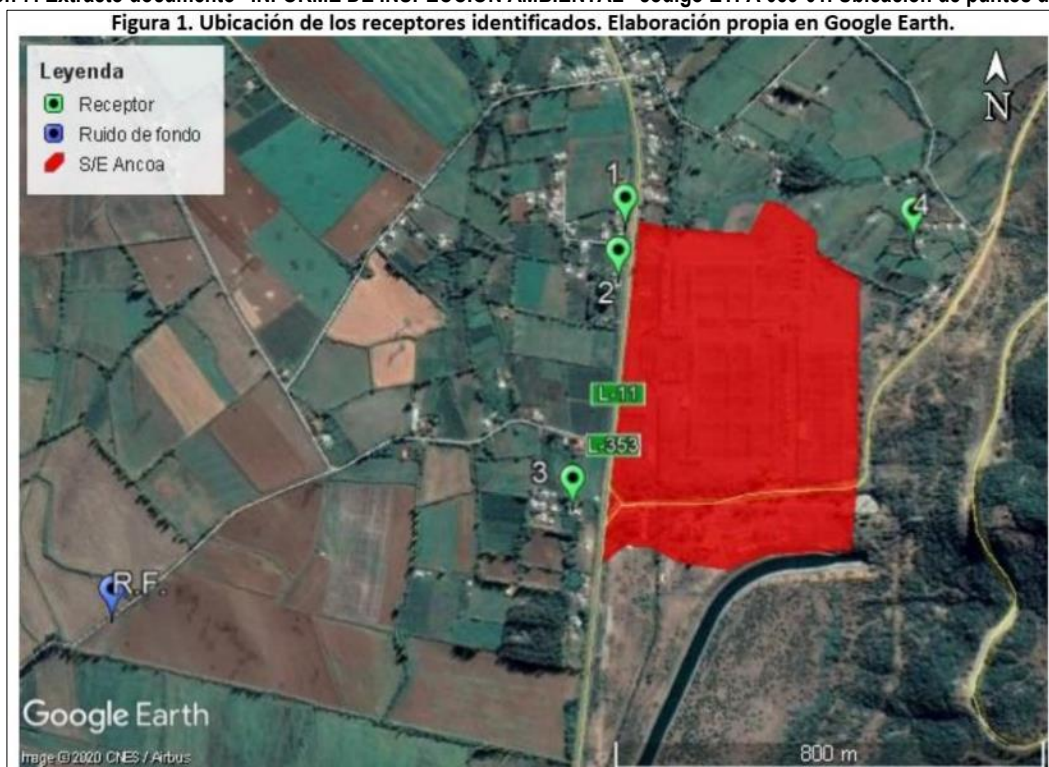 Figura 1. Ubicación de los receptores identificados. Elaboración propia en Google Earth.
Leyenda
Receptor
Ruido de fondo
S/E Ancoa
N
1
2
4
L-11
L-353
3
R.F.
Google Earth
Image © 2020 CNES / Airbus
800 m